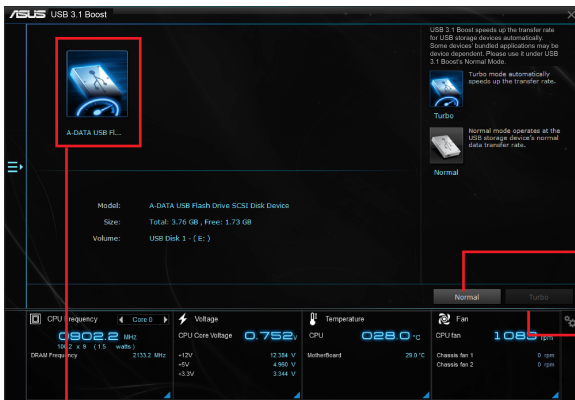 ASUS USB 3.1 Boost
USB 3.1 Boost speeds up the transfer rate
for USB storage devices automatically.
Some devices' bundled applications may be
device dependent. Please use it under USB
3.1 Boost's Normal Mode.
Turbo mode automatically
speeds up the transfer rate.
Turbo
Normal mode operates at the
USB storage device's normal
data transfer rate.
Normal
A-DATA USB Fl...
Model: A-DATA USB Flash Drive SCSI Disk Device
Size: Total: 3.76 GB , Free: 1.73 GB
Volume: USB Disk 1 - ( E: )
Normal Turbo
CPU Frequency Core 0
0902.2 MHz
100.2 x 9 (15 watts)
DRAM Frequency 2133.2 MHz
Voltage
CPU Core Voltage 0.752v
+12V 12.384 V
+5V 4.960 V
+3.3V 3.344 V
Temperature
CPU 028.0 °C
MotherBoard 29.0 °C
Fan
CPU fan 1085 rpm
Chassis fan 1 0 rpm
Chassis fan 2 0 rpm